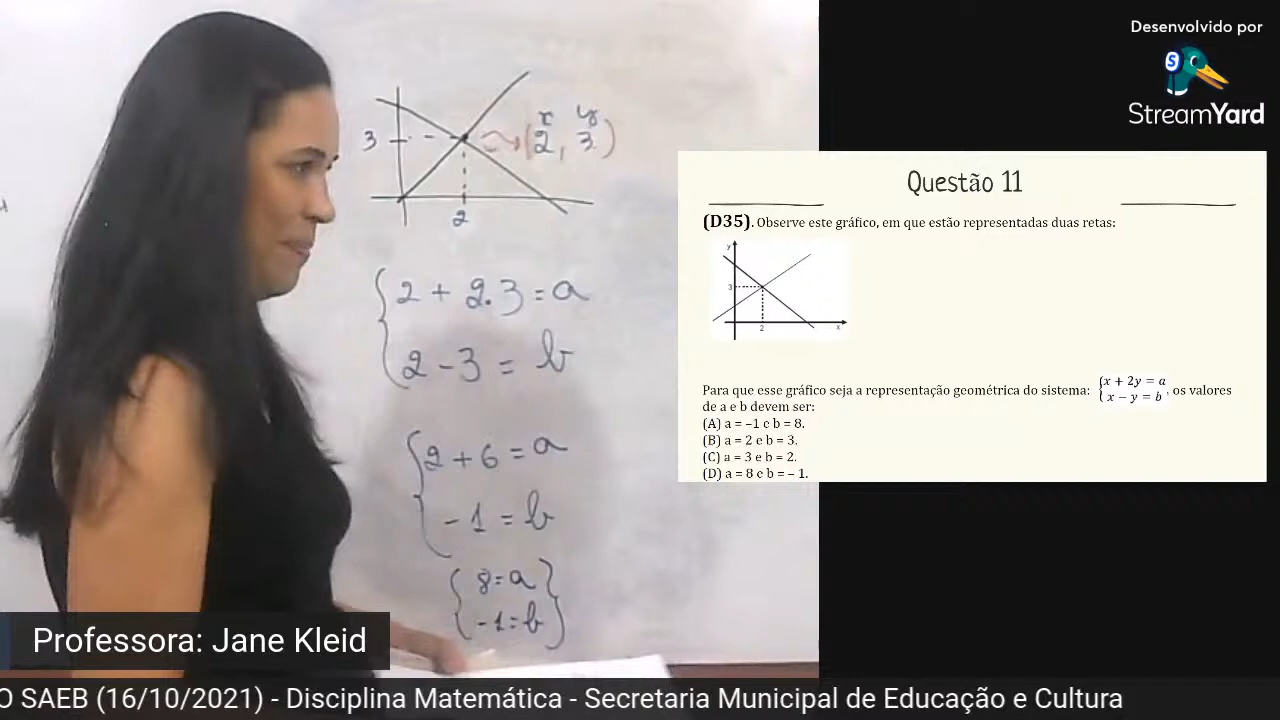 x y
3 (2, 3)
2
2 + 2.3 = a
2 - 3 = b
2 + 6 = a
- 1 = b
8 = a
- 1 = b
Desenvolvido por
S
StreamYard
Questão 11
(D35). Observe este gráfico, em que estão representadas duas retas:
y
3
2
x
Para que esse gráfico seja a representação geométrica do sistema: {x + 2y = a
x − y = b, os valores
de a e b devem ser:
(A) a = −1 e b = 8.
(B) a = 2 e b = 3.
(C) a = 3 e b = 2.
(D) a = 8 e b = − 1.
Professora: Jane Kleid
O SAEB (16/10/2021) - Disciplina Matemática - Secretaria Municipal de Educação e Cultura